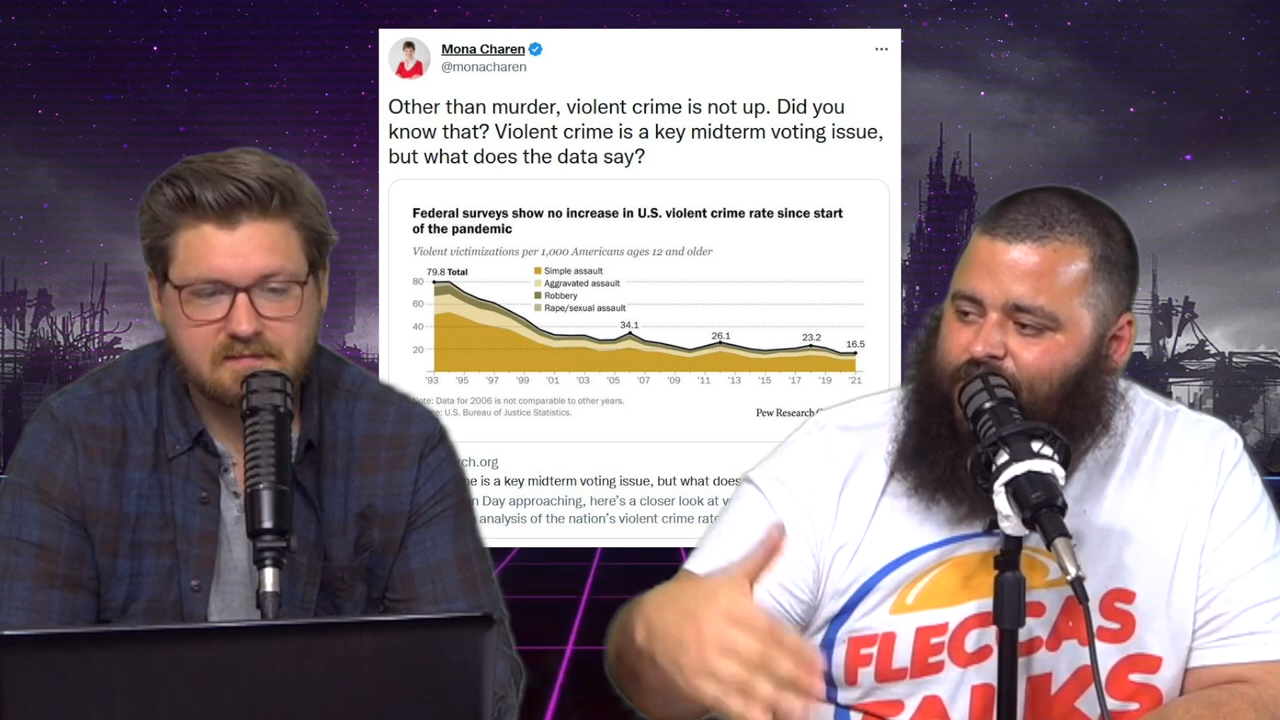 Mona Charen
@monacharen
Other than murder, violent crime is not up. Did you
know that? Violent crime is a key midterm voting issue,
but what does the data say?
Federal surveys show no increase in U.S. violent crime rate since start
of the pandemic
Violent victimizations per 1,000 Americans ages 12 and older
79.8 Total
Simple assault
Aggravated assault
Robbery
Rape/sexual assault
80
60
40
20
34.1
26.1
23.2
16.5
'93 '95 '97 '99 '01 '03 '05 '07 '09 '11 '13 '15 '17 '19 '21
Note: Data for 2006 is not comparable to other years.
U.S. Bureau of Justice Statistics.
Pew Research
is a key midterm voting issue, but what does
Day approaching, here's a closer look at
analysis of the nation's violent crime rate
FLECCAS
TALKS